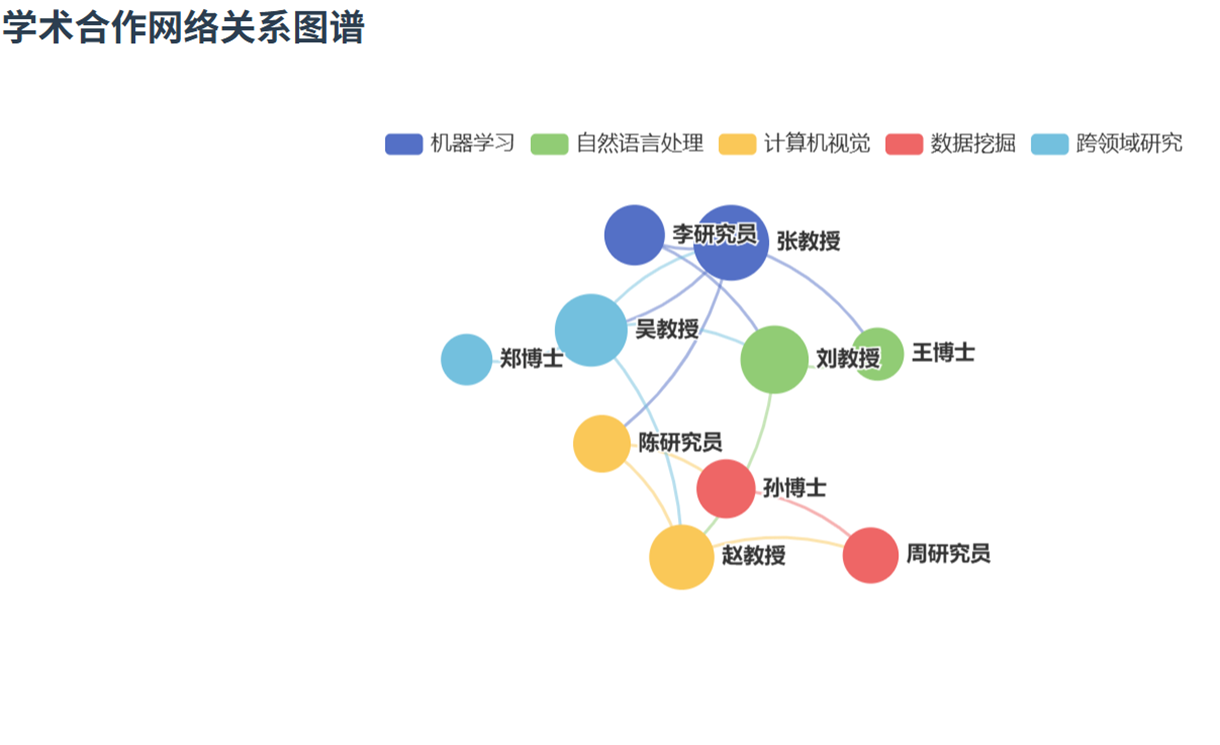 学术合作网络关系图谱
机器学习 自然语言处理 计算机视觉 数据挖掘 跨领域研究
李研究员 张教授
吴教授
郑博士 刘教授 王博士
陈研究员
孙博士
赵教授 周研究员